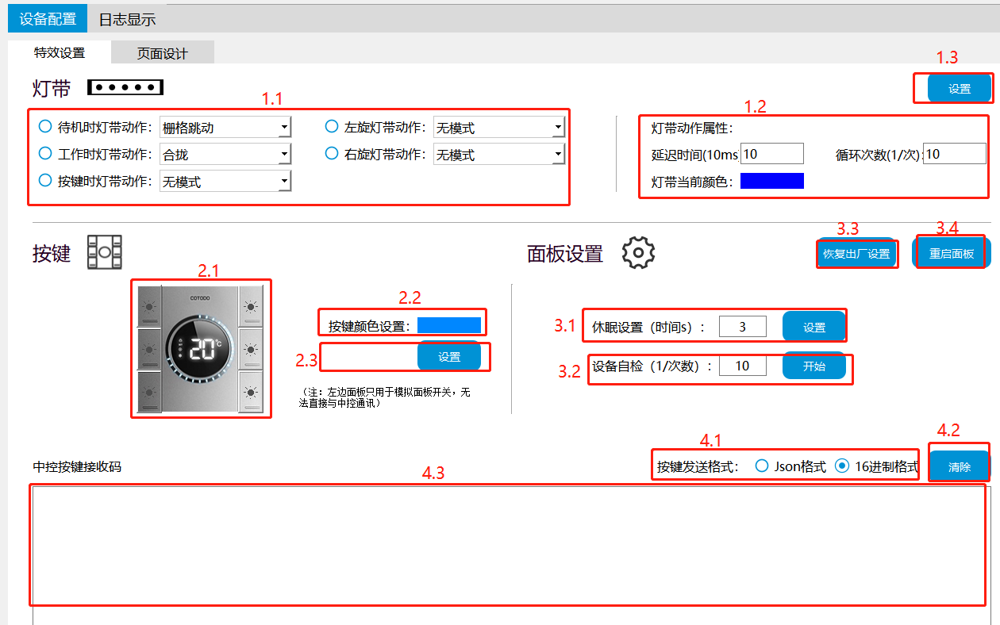 设备配置 日志显示
特效设置 页面设计
1.3
灯带 设置
1.1 1.2
待机时灯带动作： 栅格跳动 左旋灯带动作： 无模式 灯带动作属性：
工作时灯带动作： 合拢 右旋灯带动作： 无模式 延迟时间(10ms 10 循环次数(1/次): 10
按键时灯带动作： 无模式 灯带当前颜色：
3.3 3.4
按键 面板设置 恢复出厂设置 重启面板
2.1
COTODO
20℃
2.2
按键颜色设置：
2.3 设置
（注：左边面板只用于模拟面板开关，无
法直接与中控通讯）
3.1 休眠设置（时间s）： 3 设置
3.2 设备自检（1/次数）： 10 开始
4.1 4.2
中控按键接收码 按键发送格式： Json格式 16进制格式 清除
4.3